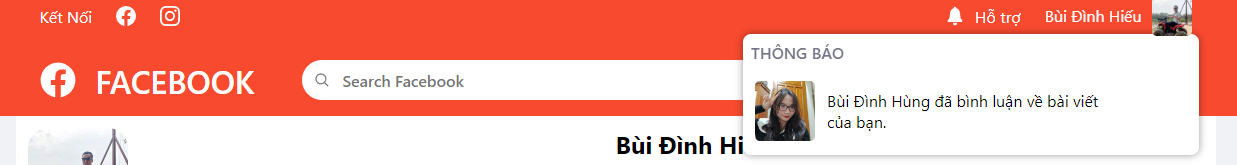 Kết Nối
Hỗ trợ
Bùi Đình Hiếu
THÔNG BÁO
FACEBOOK
Search Facebook
Bùi Đình Hùng đã bình luận về bài viết
của bạn.
Bùi Đình Hi